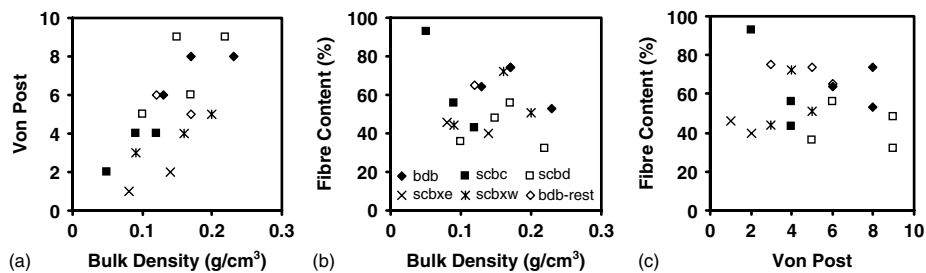 10
8
6
4
2
0
Von Post
0 0.1 0.2 0.3
(a) Bulk Density (g/cm³)
100
80
60
40
20
0
Fibre Content (%)
bdb scbc scbd
scbxe scbxw bdb-rest
0 0.1 0.2 0.3
(b) Bulk Density (g/cm³)
100
80
60
40
20
0
Fibre Content (%)
0 2 4 6 8 10
(c) Von Post